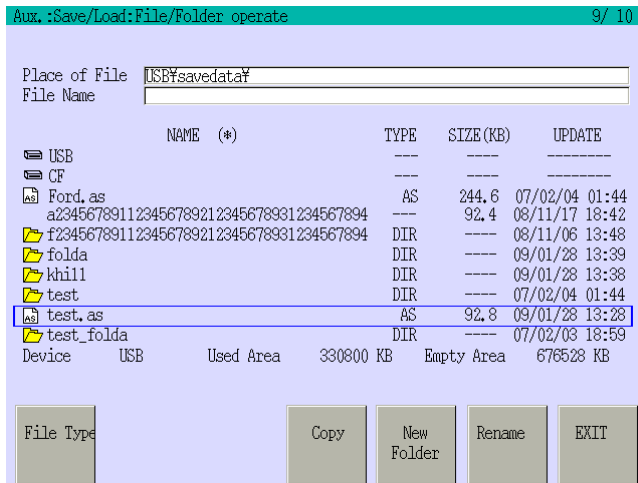 Aux.:Save/Load:File/Folder operate 9/ 10
Place of File USB¥savedata¥
File Name
NAME (*) TYPE SIZE(KB) UPDATE
USB --- ---- --------
CF --- ---- --------
AS Ford.as AS 244.6 07/02/04 01:44
a234567891123456789212345678931234567894 --- 92.4 08/11/17 18:42
f234567891123456789212345678931234567894 DIR ---- 08/11/06 13:48
folda DIR ---- 09/01/28 13:39
khi11 DIR ---- 09/01/28 13:38
test DIR ---- 07/02/04 01:44
AS test.as AS 92.8 09/01/28 13:28
test_folda DIR ---- 07/02/03 18:59
Device USB Used Area 330800 KB Empty Area 676528 KB
File Type Copy New Rename EXIT
Folder